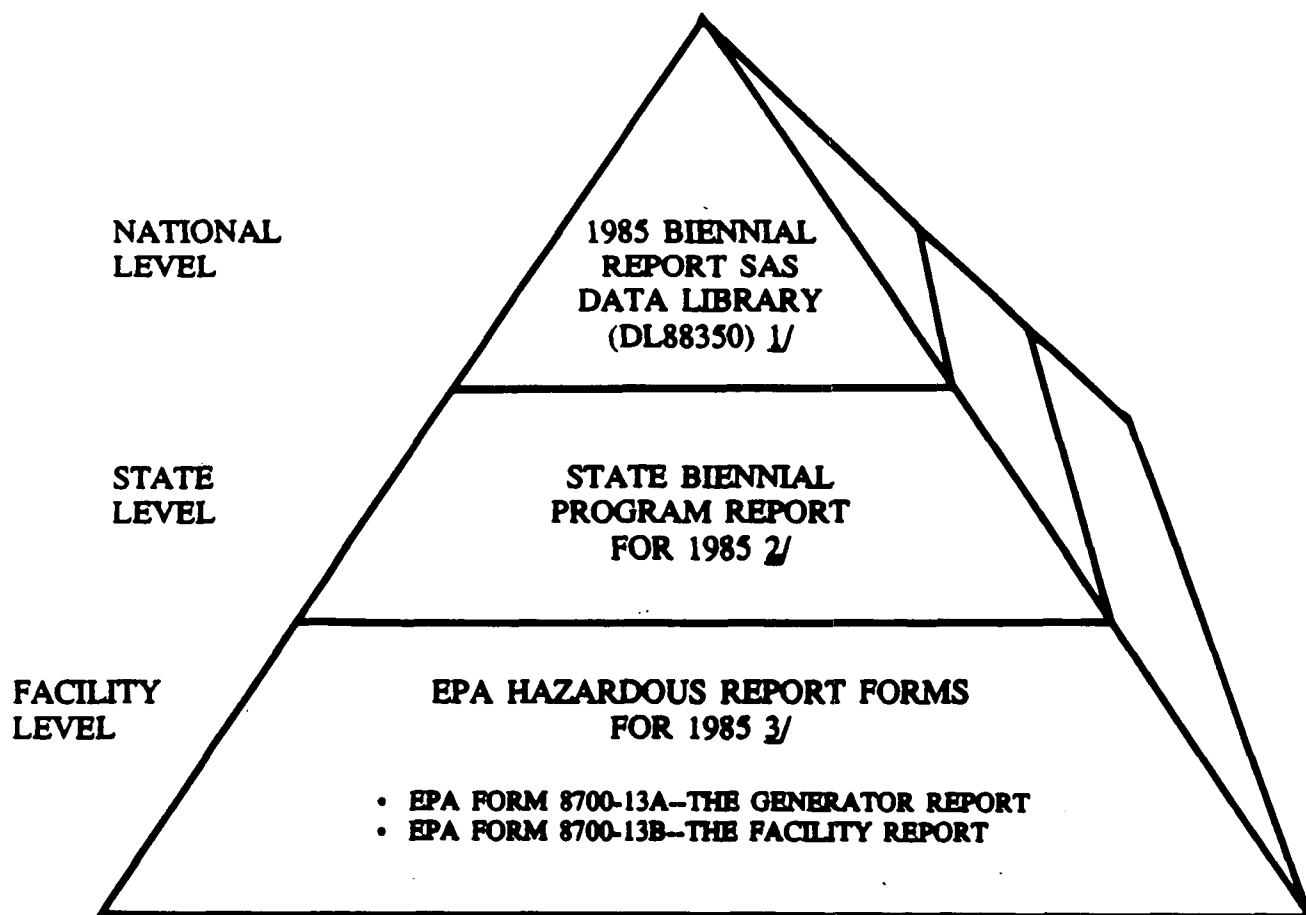 NATIONAL
LEVEL
1985 BIENNIAL
REPORT SAS
DATA LIBRARY
(DL88350) 1/
STATE
LEVEL
STATE BIENNIAL
PROGRAM REPORT
FOR 1985 2/
FACILITY
LEVEL
EPA HAZARDOUS REPORT FORMS
FOR 1985 3/
• EPA FORM 8700-13A--THE GENERATOR REPORT
• EPA FORM 8700-13B--THE FACILITY REPORT